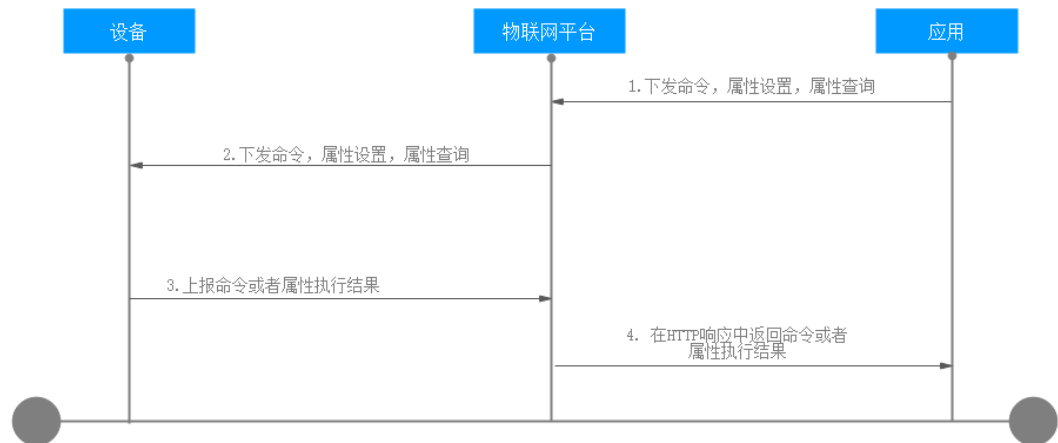 设备
物联网平台
应用
1.下发命令，属性设置，属性查询
2.下发命令，属性设置，属性查询
3.上报命令或者属性执行结果
4. 在HTTP响应中返回命令或者
属性执行结果